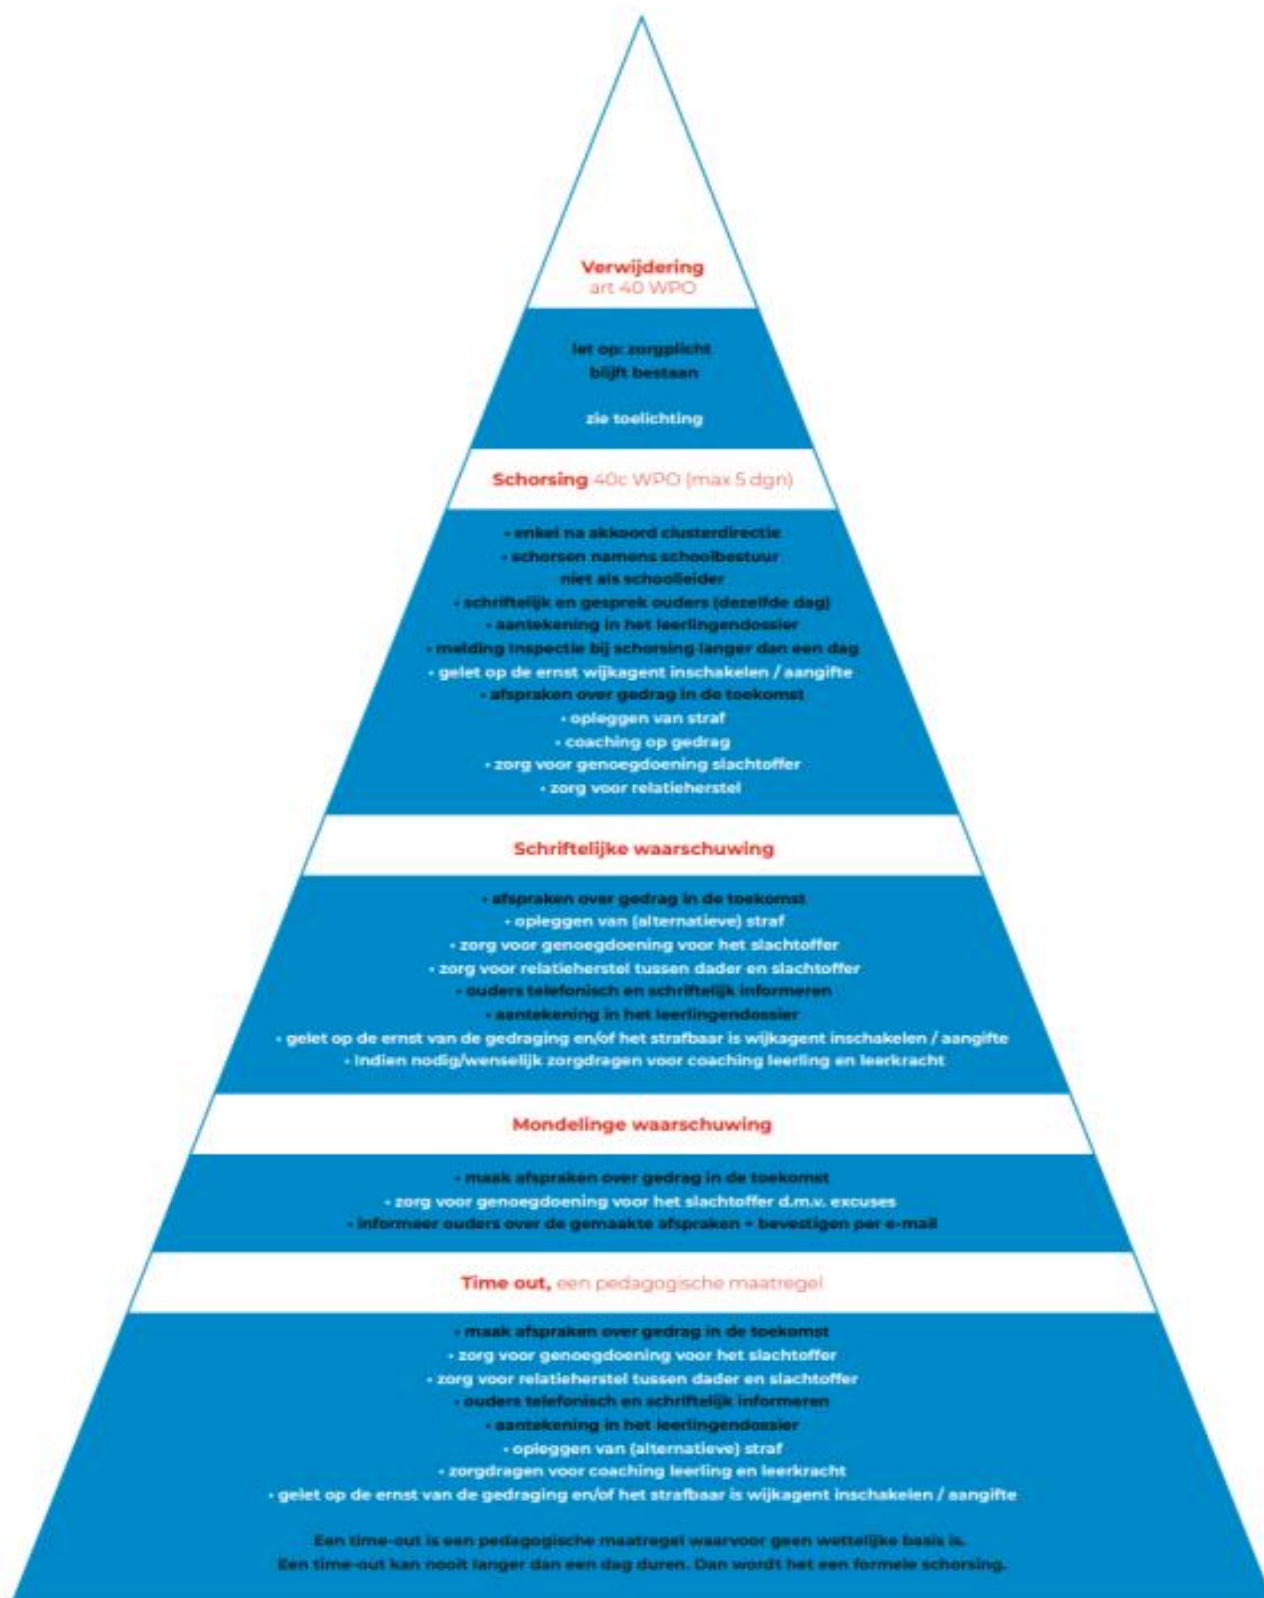 Verwijdering
art 40 WPO
let op: zorgplicht
blijft bestaan
zie toelichting
Schorsing 40c WPO (max 5 dgn)
• enkel na akkoord clusterdirectie
• schorsen namens schoolbestuur
niet als schoolleider
• schriftelijk en gesprek ouders (dezelfde dag)
• aantekening in het leerlingendossier
• melding Inspectie bij schorsing langer dan een dag
• gelet op de ernst wijkagent inschakelen / aangifte
• afspraken over gedrag in de toekomst
• opleggen van straf
• coaching op gedrag
• zorg voor genoegdoening slachtoffer
• zorg voor relatieherstel
Schriftelijke waarschuwing
• afspraken over gedrag in de toekomst
• opleggen van (alternatieve) straf
• zorg voor genoegdoening voor het slachtoffer
• zorg voor relatieherstel tussen dader en slachtoffer
• ouders telefonisch en schriftelijk informeren
• aantekening in het leerlingendossier
• gelet op de ernst van de gedraging en/of het strafbaar is wijkagent inschakelen / aangifte
• Indien nodig/wenselijk zorgdragen voor coaching leerling en leerkracht
Mondelinge waarschuwing
• maak afspraken over gedrag in de toekomst
• zorg voor genoegdoening voor het slachtoffer d.m.v. excuses
• informeer ouders over de gemaakte afspraken + bevestigen per e-mail
Time out, een pedagogische maatregel
• maak afspraken over gedrag in de toekomst
• zorg voor genoegdoening voor het slachtoffer
• zorg voor relatieherstel tussen dader en slachtoffer
• ouders telefonisch en schriftelijk informeren
• aantekening in het leerlingendossier
• opleggen van (alternatieve) straf
• zorgdragen voor coaching leerling en leerkracht
• gelet op de ernst van de gedraging en/of het strafbaar is wijkagent inschakelen / aangifte
Een time-out is een pedagogische maatregel waarvoor geen wettelijke basis is.
Een time-out kan nooit langer dan een dag duren. Dan wordt het een formele schorsing.